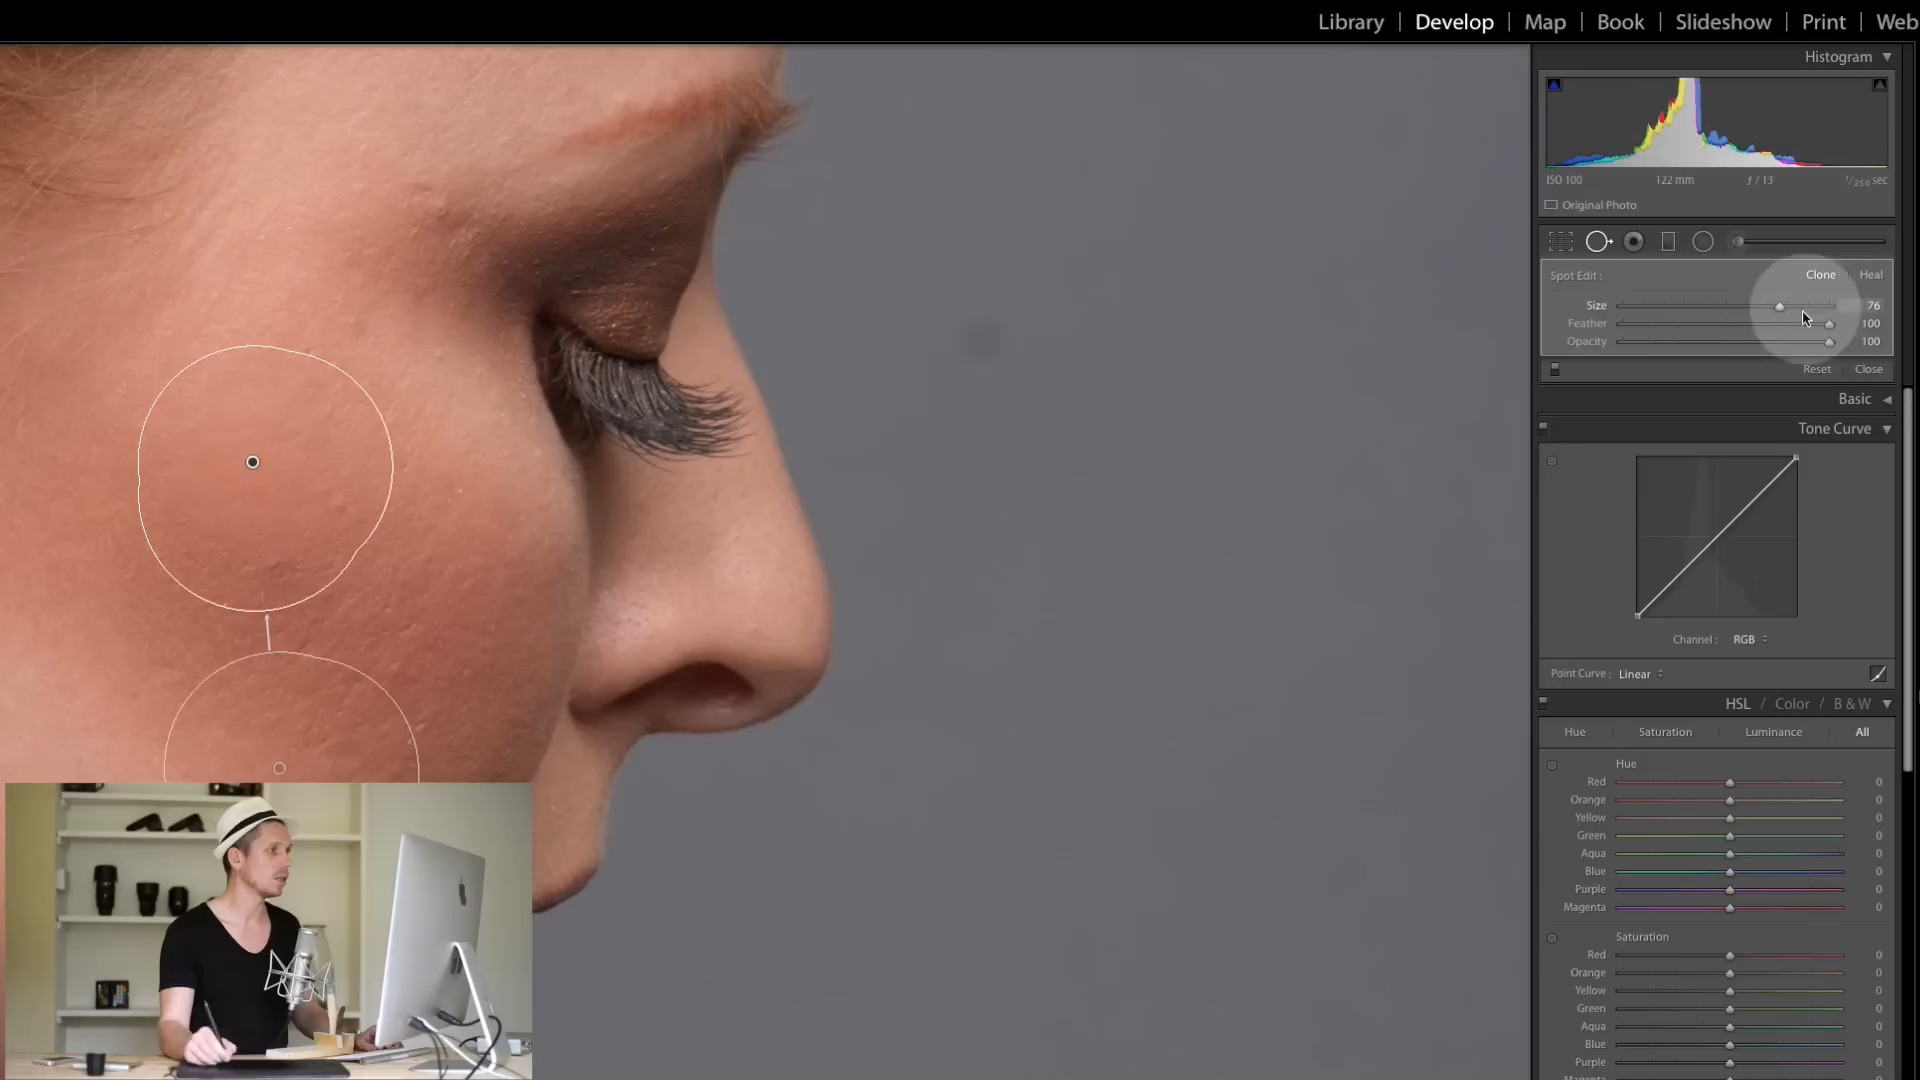 Library | Develop | Map | Book | Slideshow | Print | Web
Histogram
ISO 100 122 mm ƒ / 13 1/250 sec
Original Photo
Spot Edit : Clone Heal
Size 76
Feather 100
Opacity 100
Reset Close
Basic
Tone Curve
Channel : RGB
Point Curve : Linear
HSL / Color / B & W
Hue Saturation Luminance All
Hue
Red 0
Orange 0
Yellow 0
Green 0
Aqua 0
Blue 0
Purple 0
Magenta 0
Saturation
Red 0
Orange 0
Yellow 0
Green 0
Aqua 0
Blue 0
Purple 0